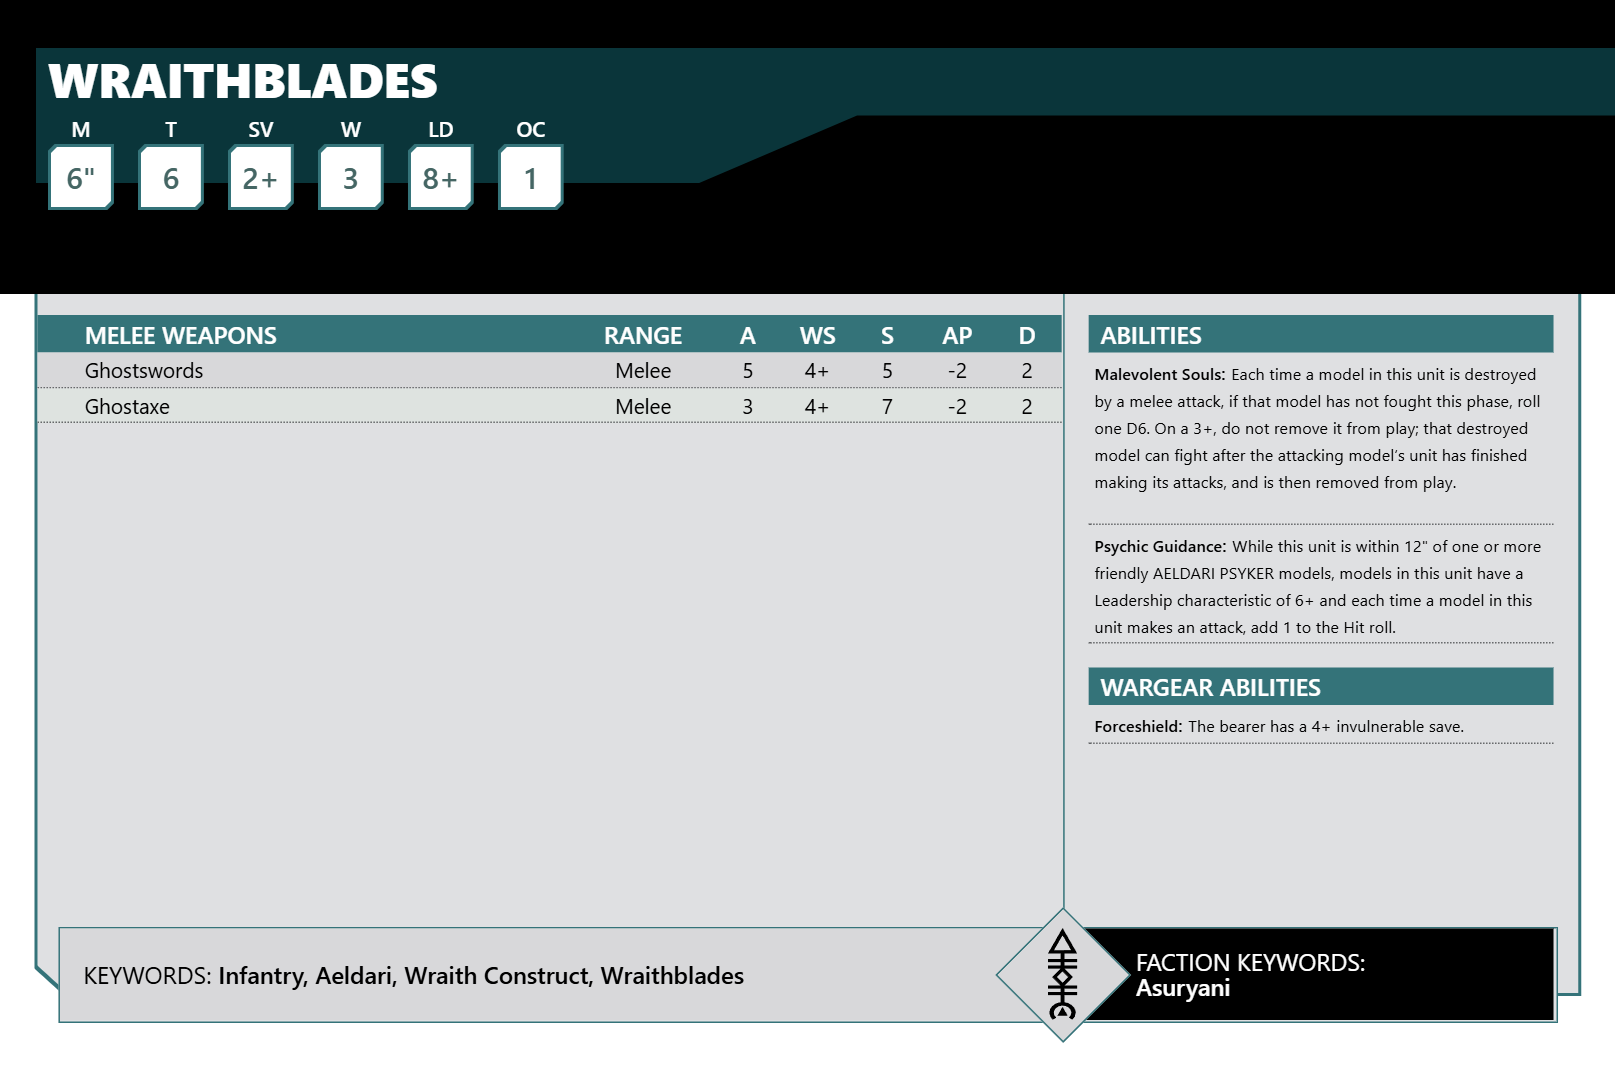 WRAITHBLADES
M T SV W LD OC
6" 6 2+ 3 8+ 1
MELEE WEAPONS RANGE A WS S AP D
Ghostswords Melee 5 4+ 5 -2 2
Ghostaxe Melee 3 4+ 7 -2 2
ABILITIES
Malevolent Souls: Each time a model in this unit is destroyed
by a melee attack, if that model has not fought this phase, roll
one D6. On a 3+, do not remove it from play; that destroyed
model can fight after the attacking model’s unit has finished
making its attacks, and is then removed from play.
Psychic Guidance: While this unit is within 12" of one or more
friendly AELDARI PSYKER models, models in this unit have a
Leadership characteristic of 6+ and each time a model in this
unit makes an attack, add 1 to the Hit roll.
WARGEAR ABILITIES
Forceshield: The bearer has a 4+ invulnerable save.
KEYWORDS: Infantry, Aeldari, Wraith Construct, Wraithblades
FACTION KEYWORDS:
Asuryani